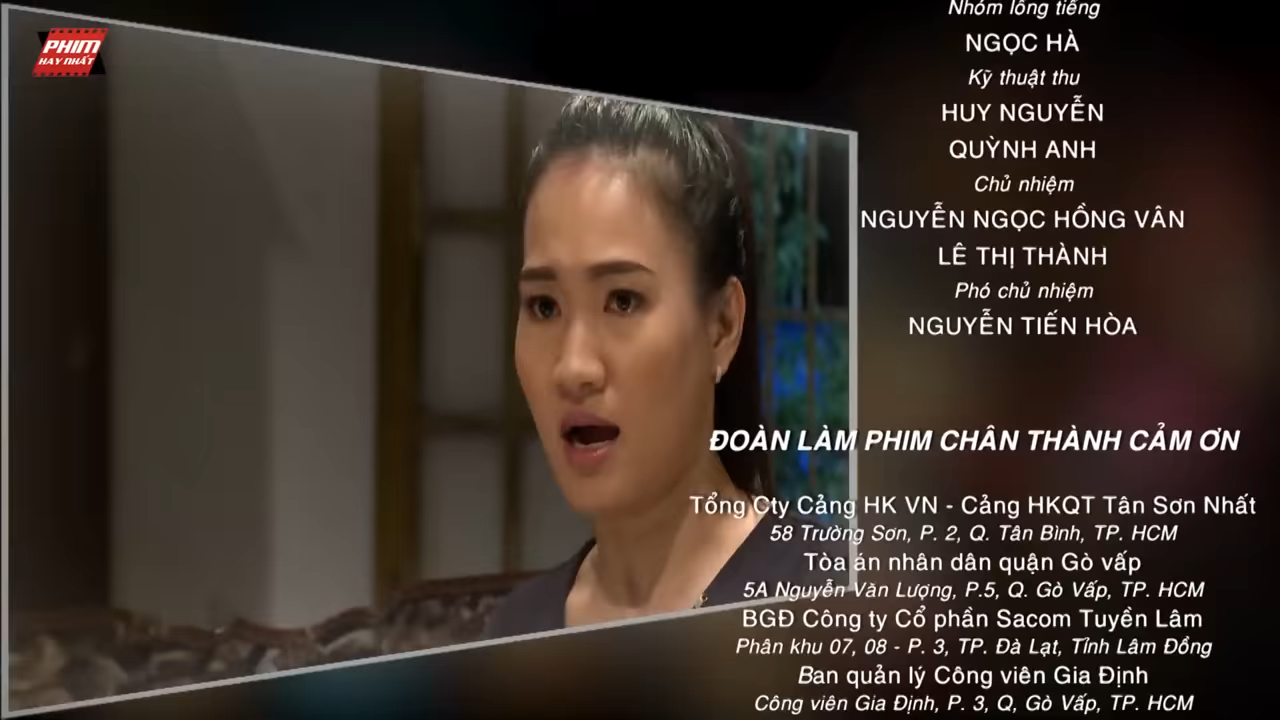 PHIM
HAY NHẤT
Nhóm lồng tiếng
NGỌC HÀ
Kỹ thuật thu
HUY NGUYỄN
QUỲNH ANH
Chủ nhiệm
NGUYỄN NGỌC HỒNG VÂN
LÊ THỊ THÀNH
Phó chủ nhiệm
NGUYỄN TIẾN HÒA
ĐOÀN LÀM PHIM CHÂN THÀNH CẢM ƠN
Tổng Cty Cảng HK VN - Cảng HKQT Tân Sơn Nhất
58 Trường Sơn, P. 2, Q. Tân Bình, TP. HCM
Tòa án nhân dân quận Gò vấp
5A Nguyễn Văn Lượng, P.5, Q. Gò Vấp, TP. HCM
BGĐ Công ty Cổ phần Sacom Tuyền Lâm
Phân khu 07, 08 - P. 3, TP. Đà Lạt, Tỉnh Lâm Đồng
Ban quản lý Công viên Gia Định
Công viên Gia Định, P. 3, Q, Gò Vấp, TP. HCM